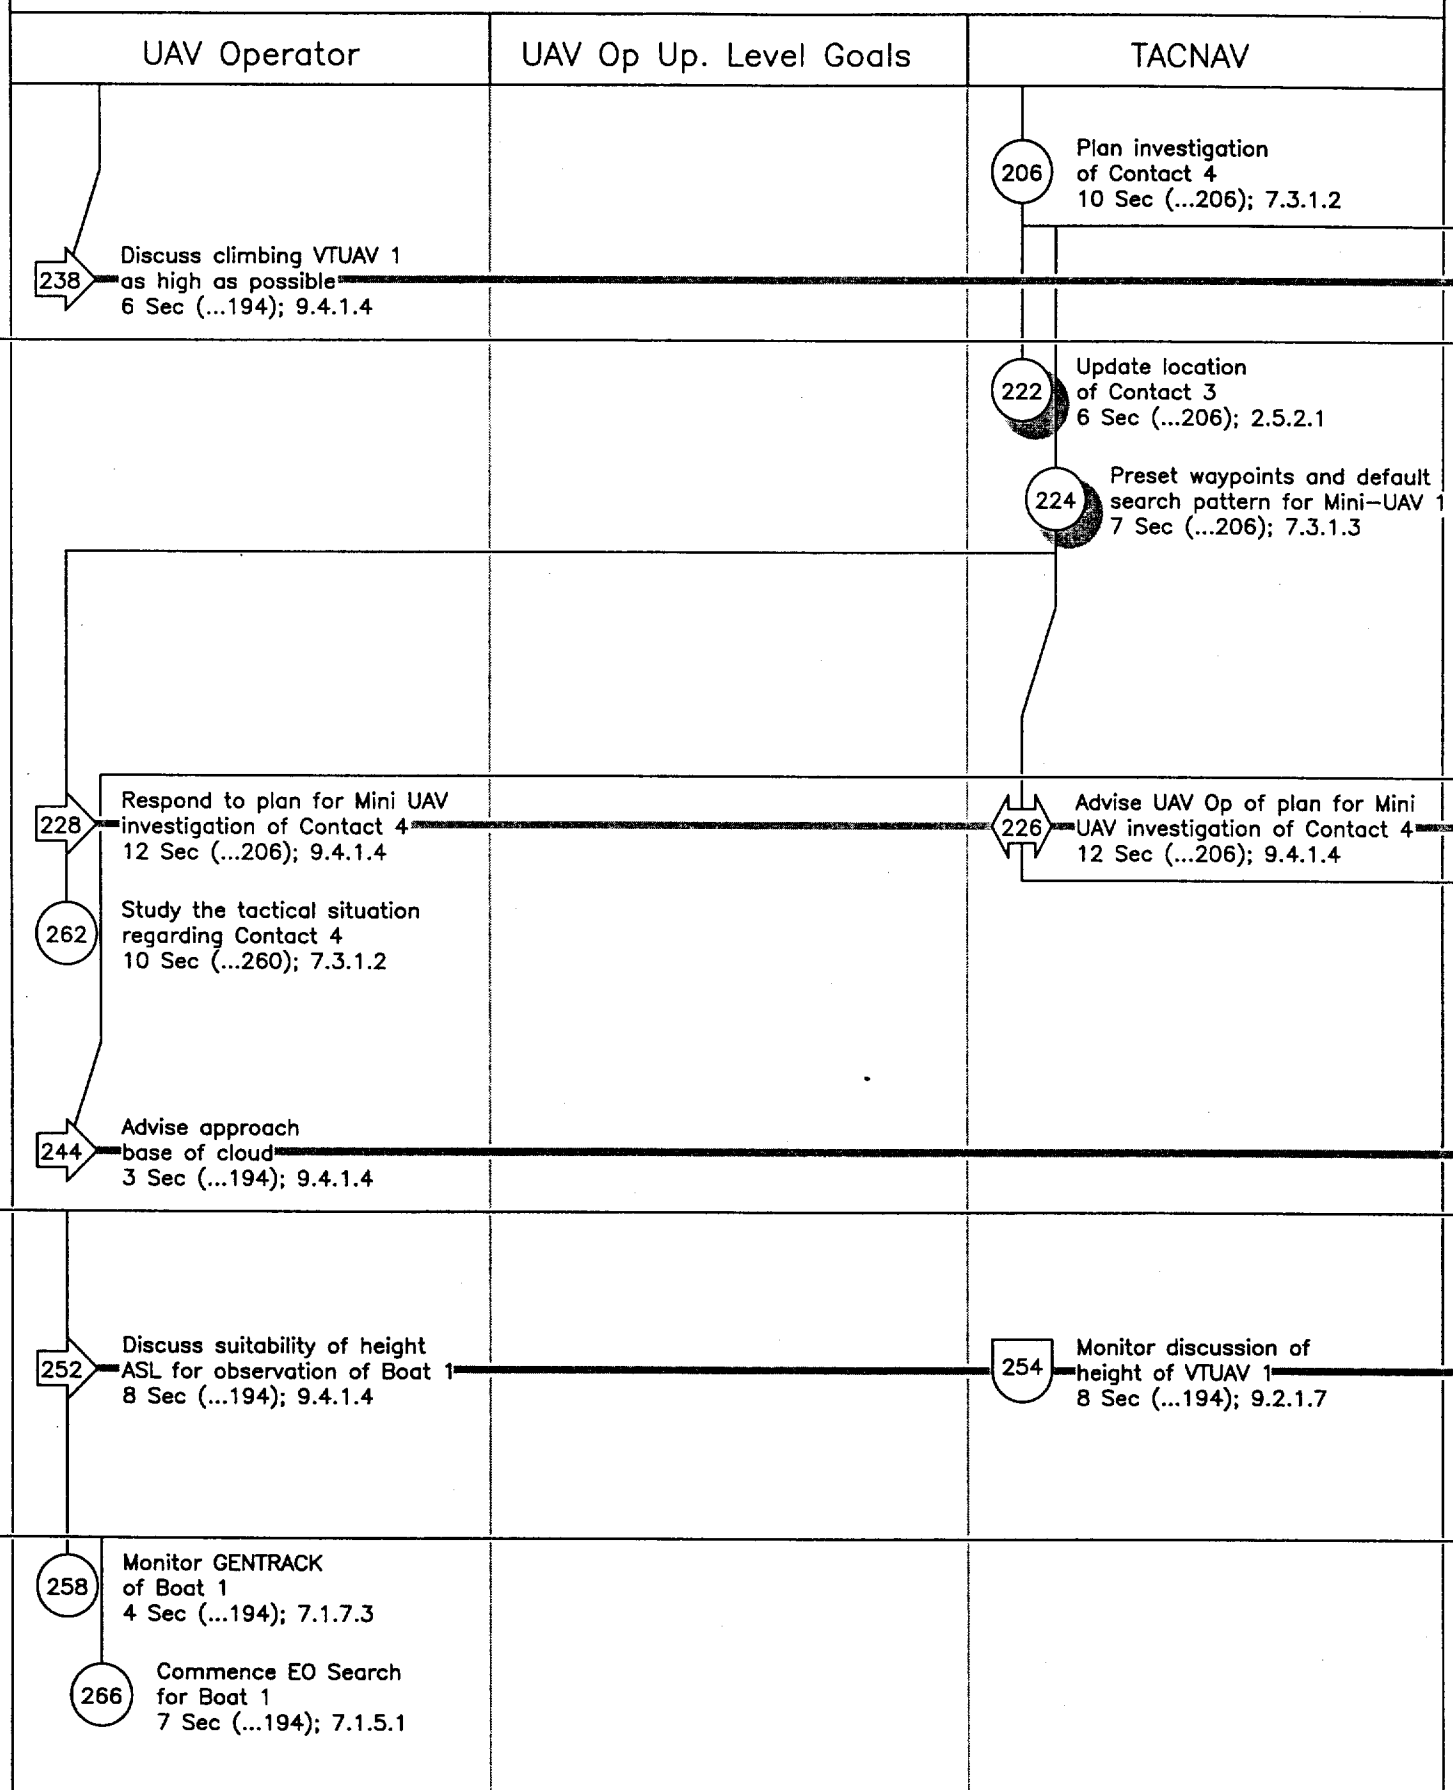 UAV Operator
UAV Op Up. Level Goals
TACNAV
206
Plan investigation
of Contact 4
10 Sec (...206); 7.3.1.2
238
Discuss climbing VTUAV 1
as high as possible
6 Sec (...194); 9.4.1.4
222
Update location
of Contact 3
6 Sec (...206); 2.5.2.1
224
Preset waypoints and default
search pattern for Mini-UAV 1
7 Sec (...206); 7.3.1.3
228
Respond to plan for Mini UAV
investigation of Contact 4
12 Sec (...206); 9.4.1.4
226
Advise UAV Op of plan for Mini
UAV investigation of Contact 4
12 Sec (...206); 9.4.1.4
262
Study the tactical situation
regarding Contact 4
10 Sec (...260); 7.3.1.2
244
Advise approach
base of cloud
3 Sec (...194); 9.4.1.4
252
Discuss suitability of height
ASL for observation of Boat 1
8 Sec (...194); 9.4.1.4
254
Monitor discussion of
height of VTUAV 1
8 Sec (...194); 9.2.1.7
258
Monitor GENTRACK
of Boat 1
4 Sec (...194); 7.1.7.3
266
Commence EO Search
for Boat 1
7 Sec (...194); 7.1.5.1